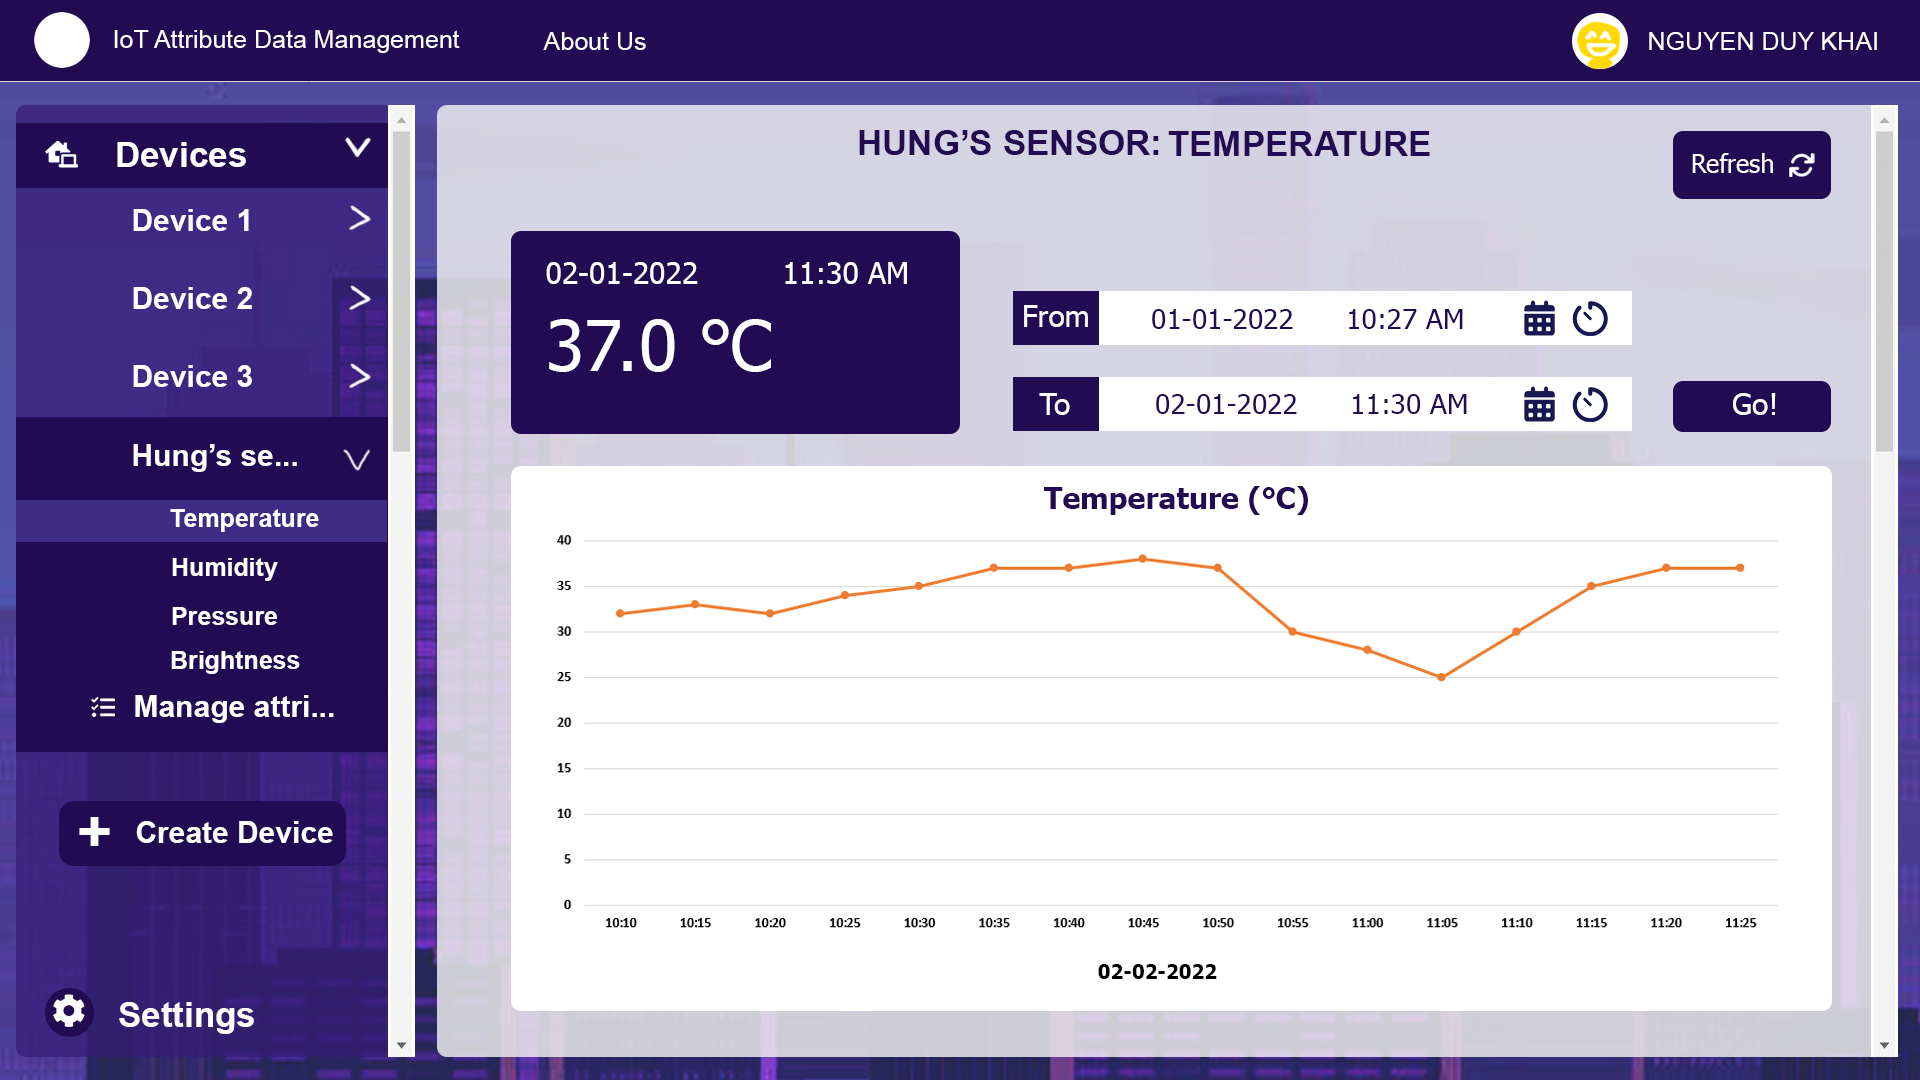 IoT Attribute Data Management
About Us
NGUYEN DUY KHAI
Devices
Device 1
Device 2
Device 3
Hung’s se...
Temperature
Humidity
Pressure
Brightness
Manage attri...
Create Device
Settings
HUNG’S SENSOR: TEMPERATURE
Refresh
02-01-2022 11:30 AM
37.0 °C
From 01-01-2022 10:27 AM
To 02-01-2022 11:30 AM
Go!
Temperature (°C)
40
35
30
25
20
15
10
5
0
10:10 10:15 10:20 10:25 10:30 10:35 10:40 10:45 10:50 10:55 11:00 11:05 11:10 11:15 11:20 11:25
02-02-2022